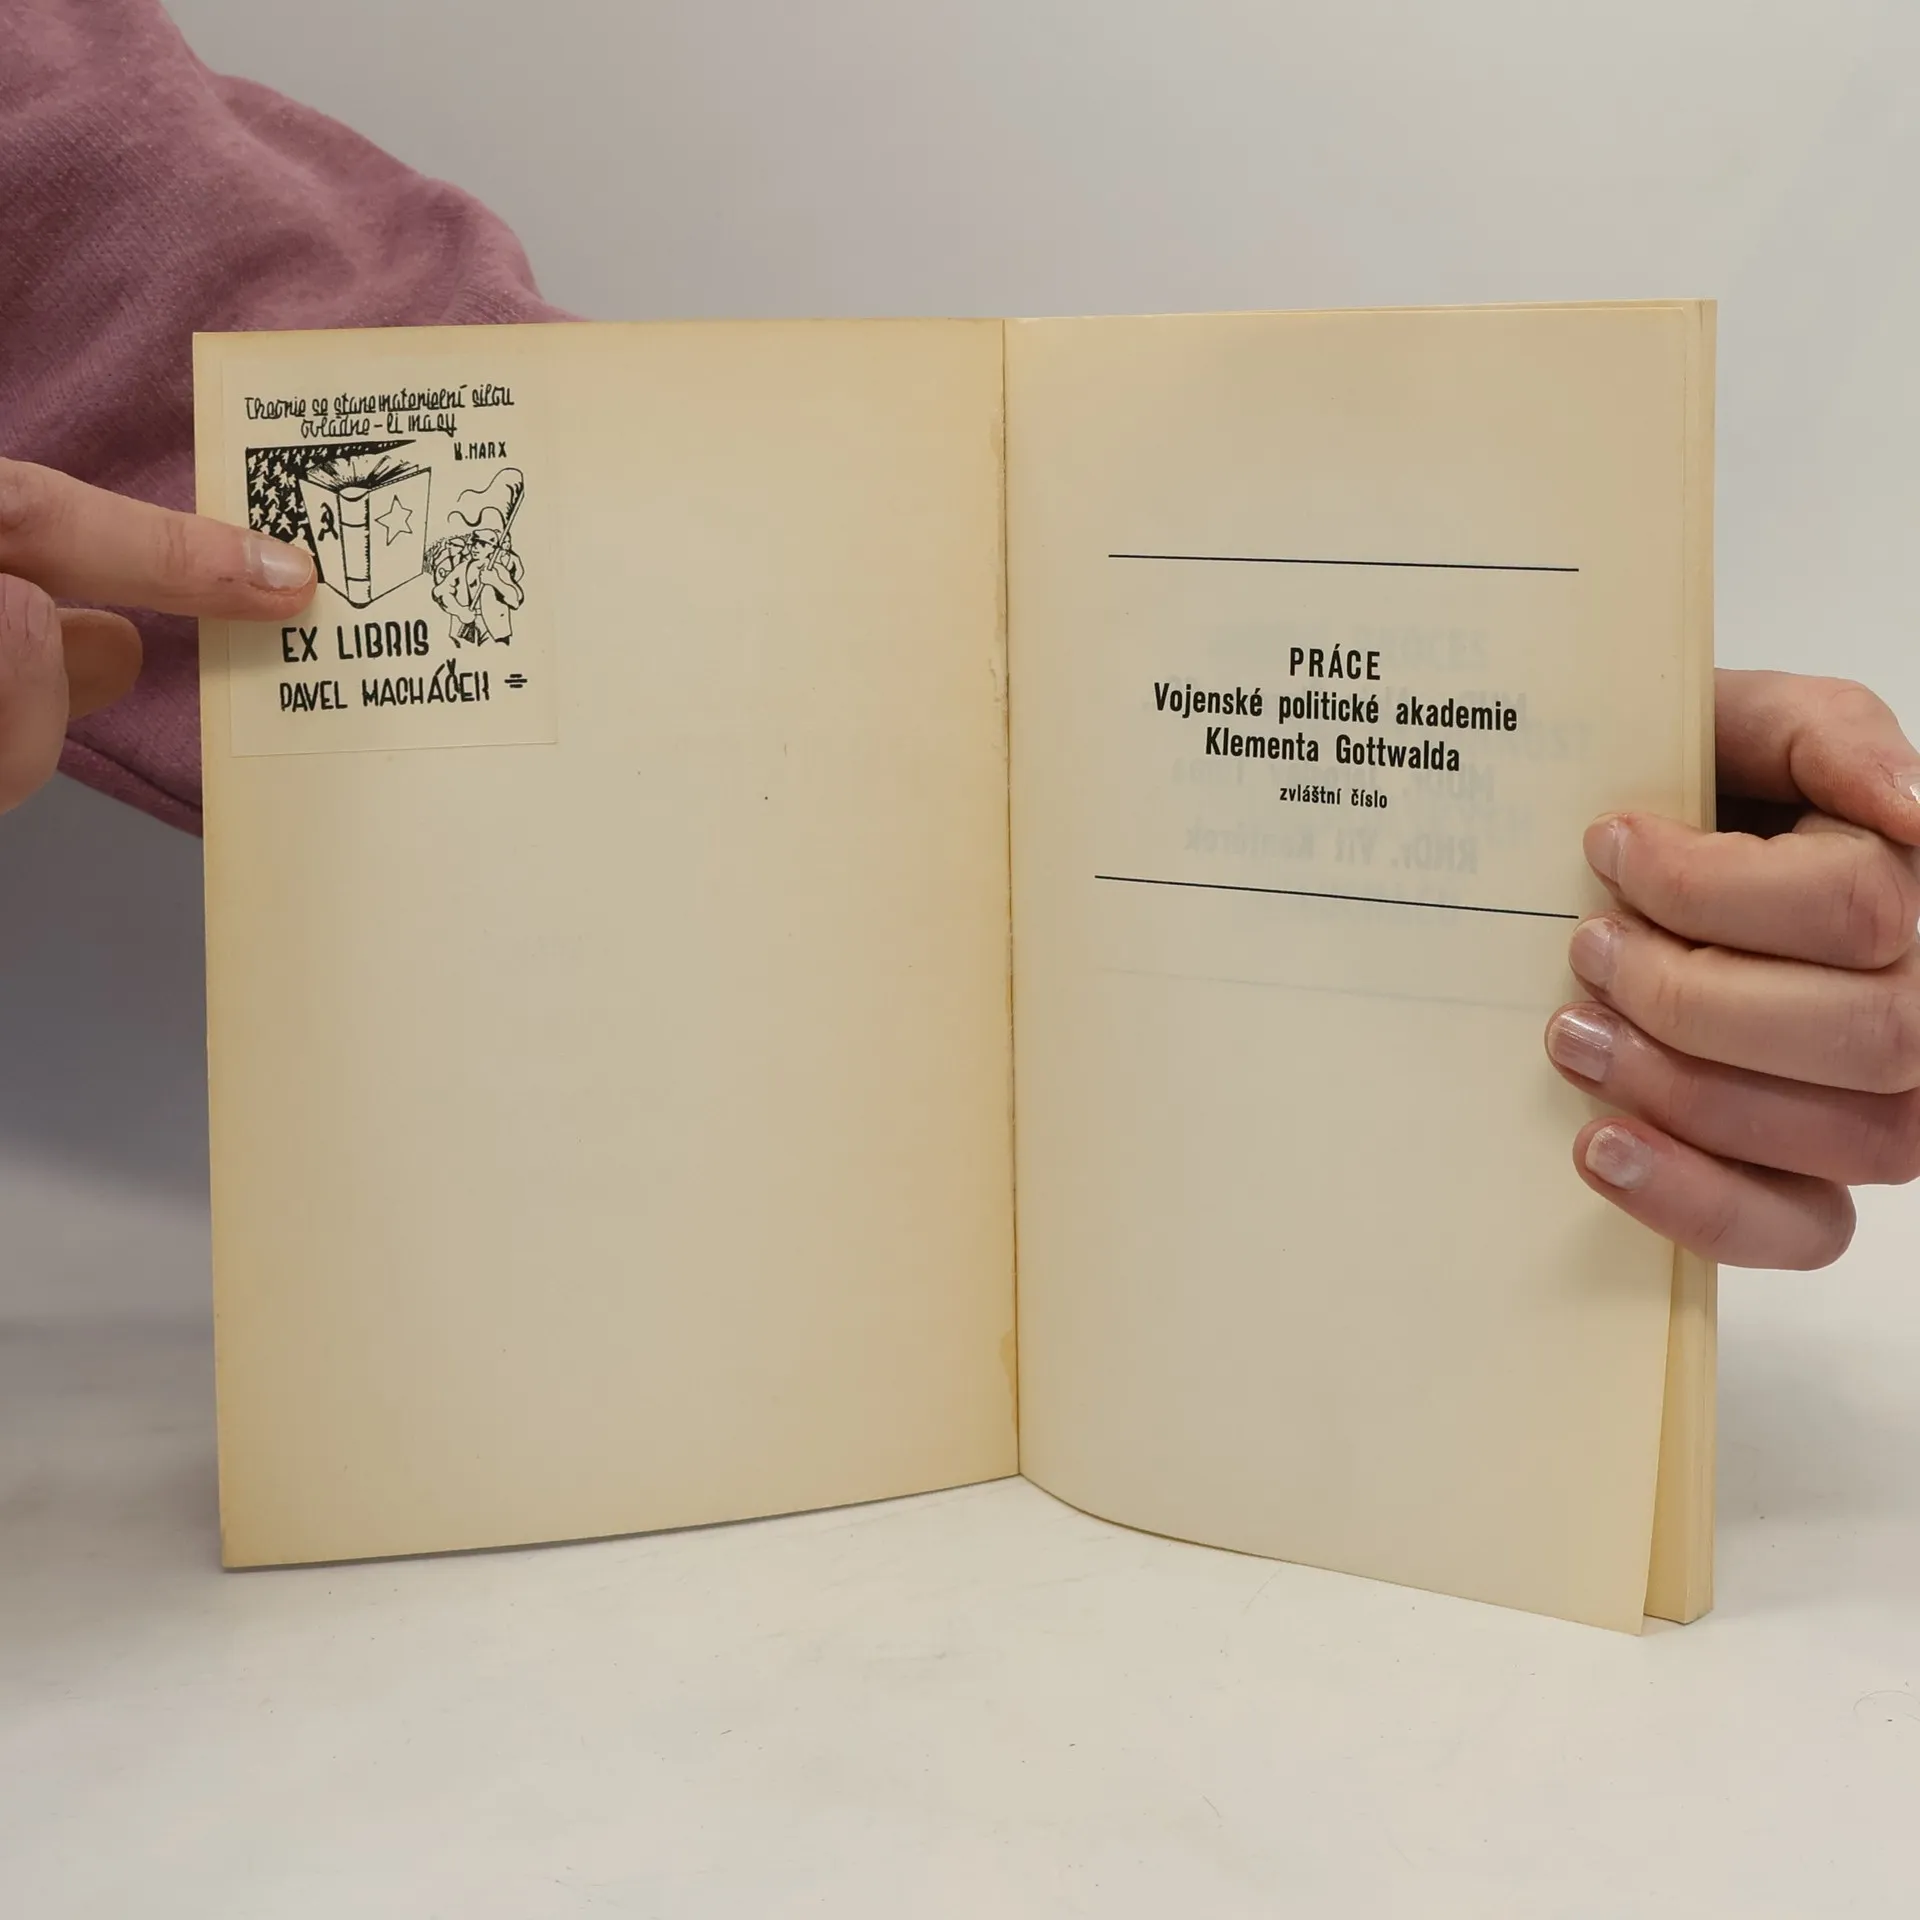 Theorie se stane materielní silou
ovládne-li masy
K. MARX
EX LIBRIS
PAVEL MACHÁČEK
PRÁCE
Vojenské politické akademie
Klementa Gottwalda
zvláštní číslo